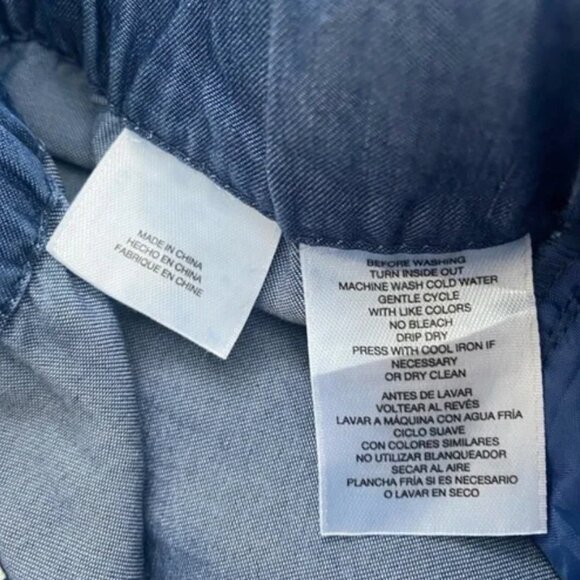 MADE IN CHINA
HECHO EN CHINA
FABRIQUE EN CHINE
BEFORE WASHING
TURN INSIDE OUT
MACHINE WASH COLD WATER
GENTLE CYCLE
WITH LIKE COLORS
NO BLEACH
DRIP DRY
PRESS WITH COOL IRON IF
NECESSARY
OR DRY CLEAN
ANTES DE LAVAR
VOLTEAR AL REVÉS
LAVAR A MÁQUINA CON AGUA FRÍA
CICLO SUAVE
CON COLORES SIMILARES
NO UTILIZAR BLANQUEADOR
SECAR AL AIRE
PLANCHA FRÍA SI ES NECESARIO
O LAVAR EN SECO